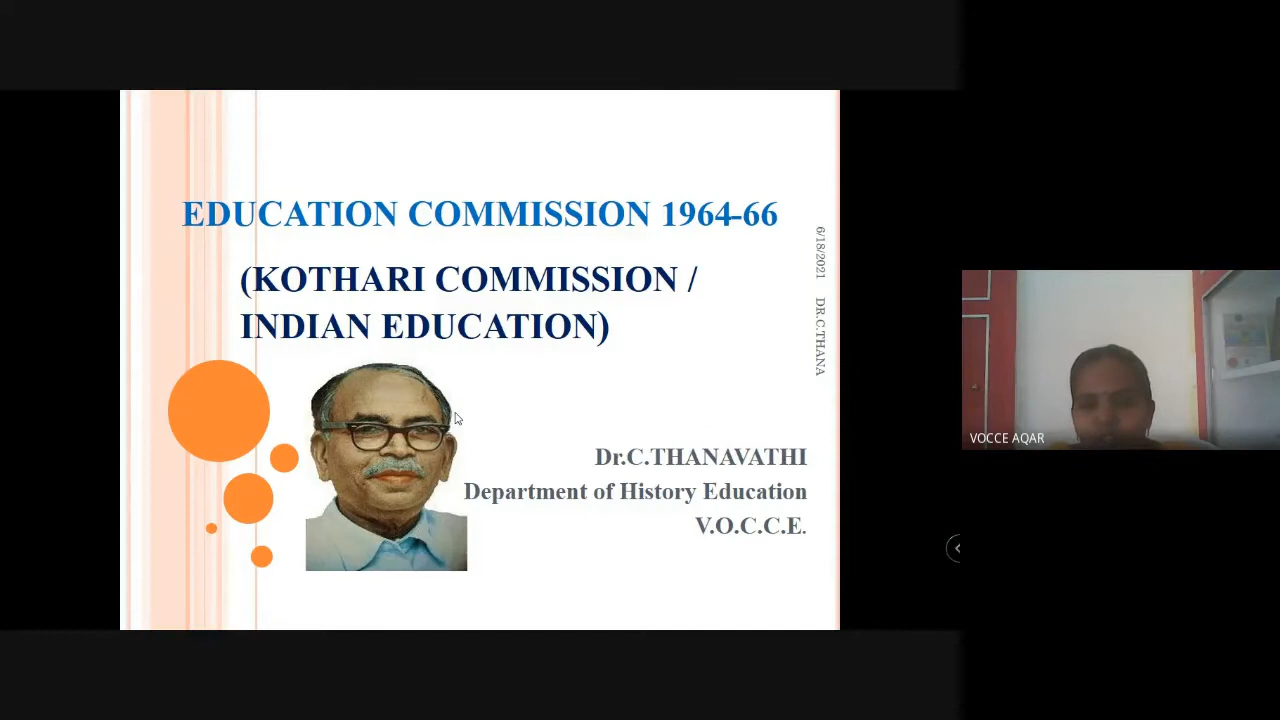 EDUCATION COMMISSION 1964-66
(KOTHARI COMMISSION /
INDIAN EDUCATION)
6/18/2021 DR.C.THANA
Dr.C.THANAVATHI
Department of History Education
V.O.C.C.E.
VOCCE AQAR